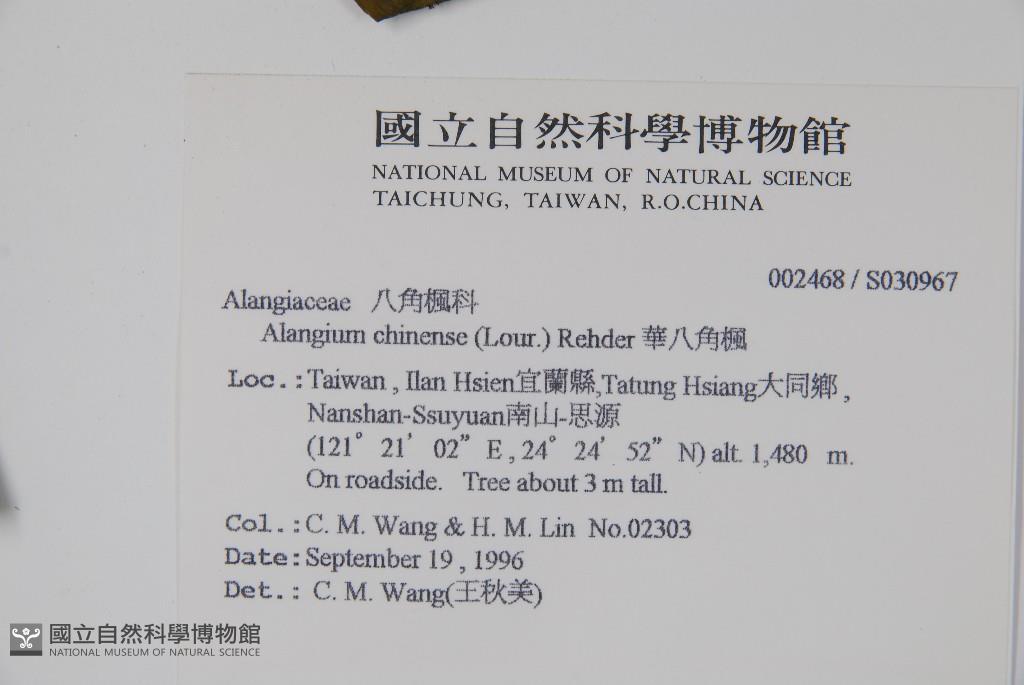 國立自然科學博物館
NATIONAL MUSEUM OF NATURAL SCIENCE
TAICHUNG, TAIWAN, R.O.CHINA
002468 / S030967
Alangiaceae 八角楓科
Alangium chinense (Lour.) Rehder 華八角楓
Loc.:Taiwan , Ilan Hsien宜蘭縣,Tatung Hsiang大同鄉 ,
Nanshan-Ssuyuan南山-思源
(121° 21’ 02” E , 24° 24’ 52” N) alt. 1,480 m.
On roadside. Tree about 3 m tall.
Col.:C. M. Wang & H. M. Lin No.02303
Date:September 19 , 1996
Det.: C. M. Wang(王秋美)
國立自然科學博物館
NATIONAL MUSEUM OF NATURAL SCIENCE